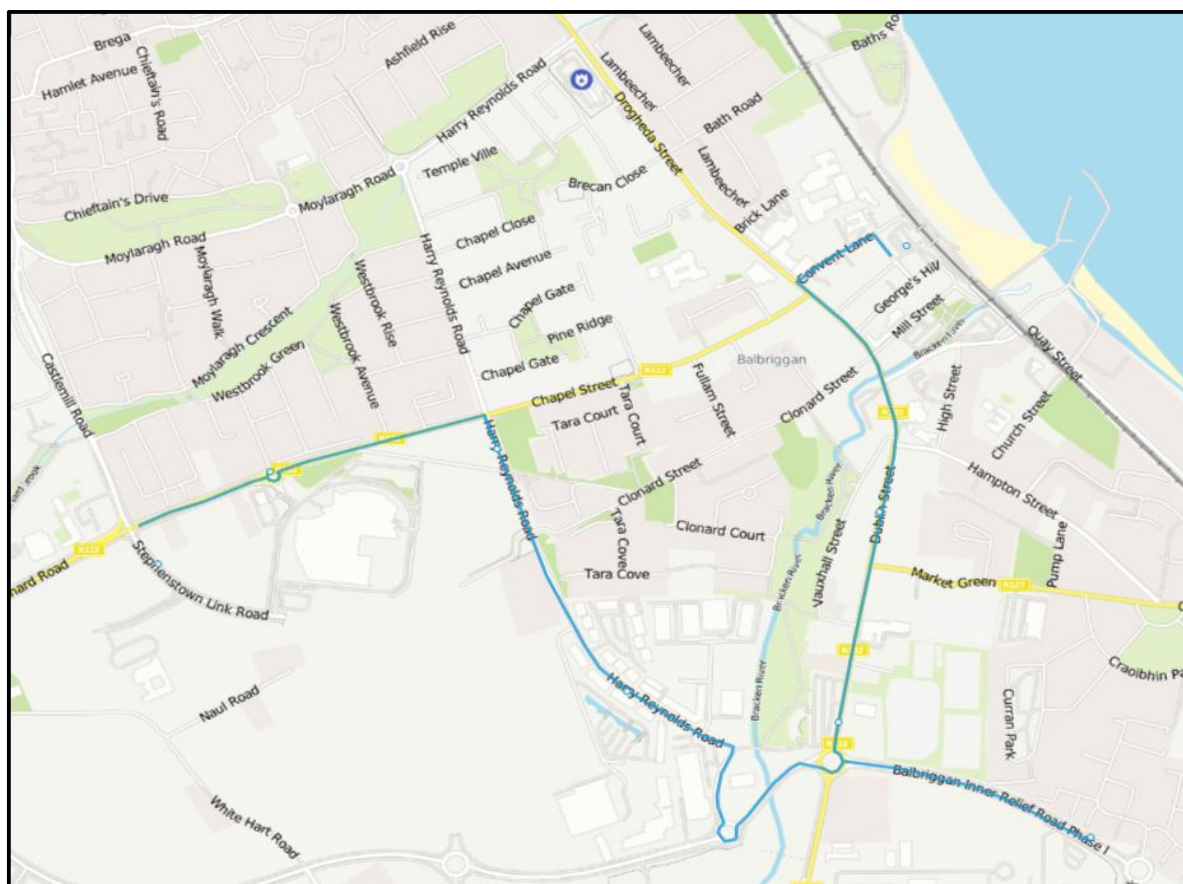 Brega
Hamlet Avenue
Chieftain's Road
Ashfield Rise
Harry Reynolds Road
Lambeecher
Lambeecher
Drogheda Street
Bath Road
Lambeecher
Temple Ville
Brecan Close
Brick Lane
Moylaragh Road
Chieftain's Drive
Moylaragh Road
Moylaragh Walk
Chapel Close
Harry Reynolds Road
Chapel Avenue
Chapel Gate
Convent Lane
George's Hill
Mill Street
Bracken River
Westbrook Rise
Westbrook Avenue
Moylaragh Crescent
Westbrook Green
Pine Ridge
Chapel Gate
Balbriggan
Quay Street
Castlemill Road
R122
Chapel Street
Fullam Street
Clonard Street
High Street
Church Street
Tara Court
Tara Court
Harry Reynolds Road
Clonard Street
Bracken River
Dublin Street
Hampton Street
Tara Cove
Clonard Court
Vauxhall Street
Pump Lane
R122
Stephenstown Link Road
Tara Cove
Bracken River
Market Green
R127
Naul Road
Harry Reynolds Road
Bracken River
Curran Park
Balbriggan Inner Relief Road Phase I
White Hart Road